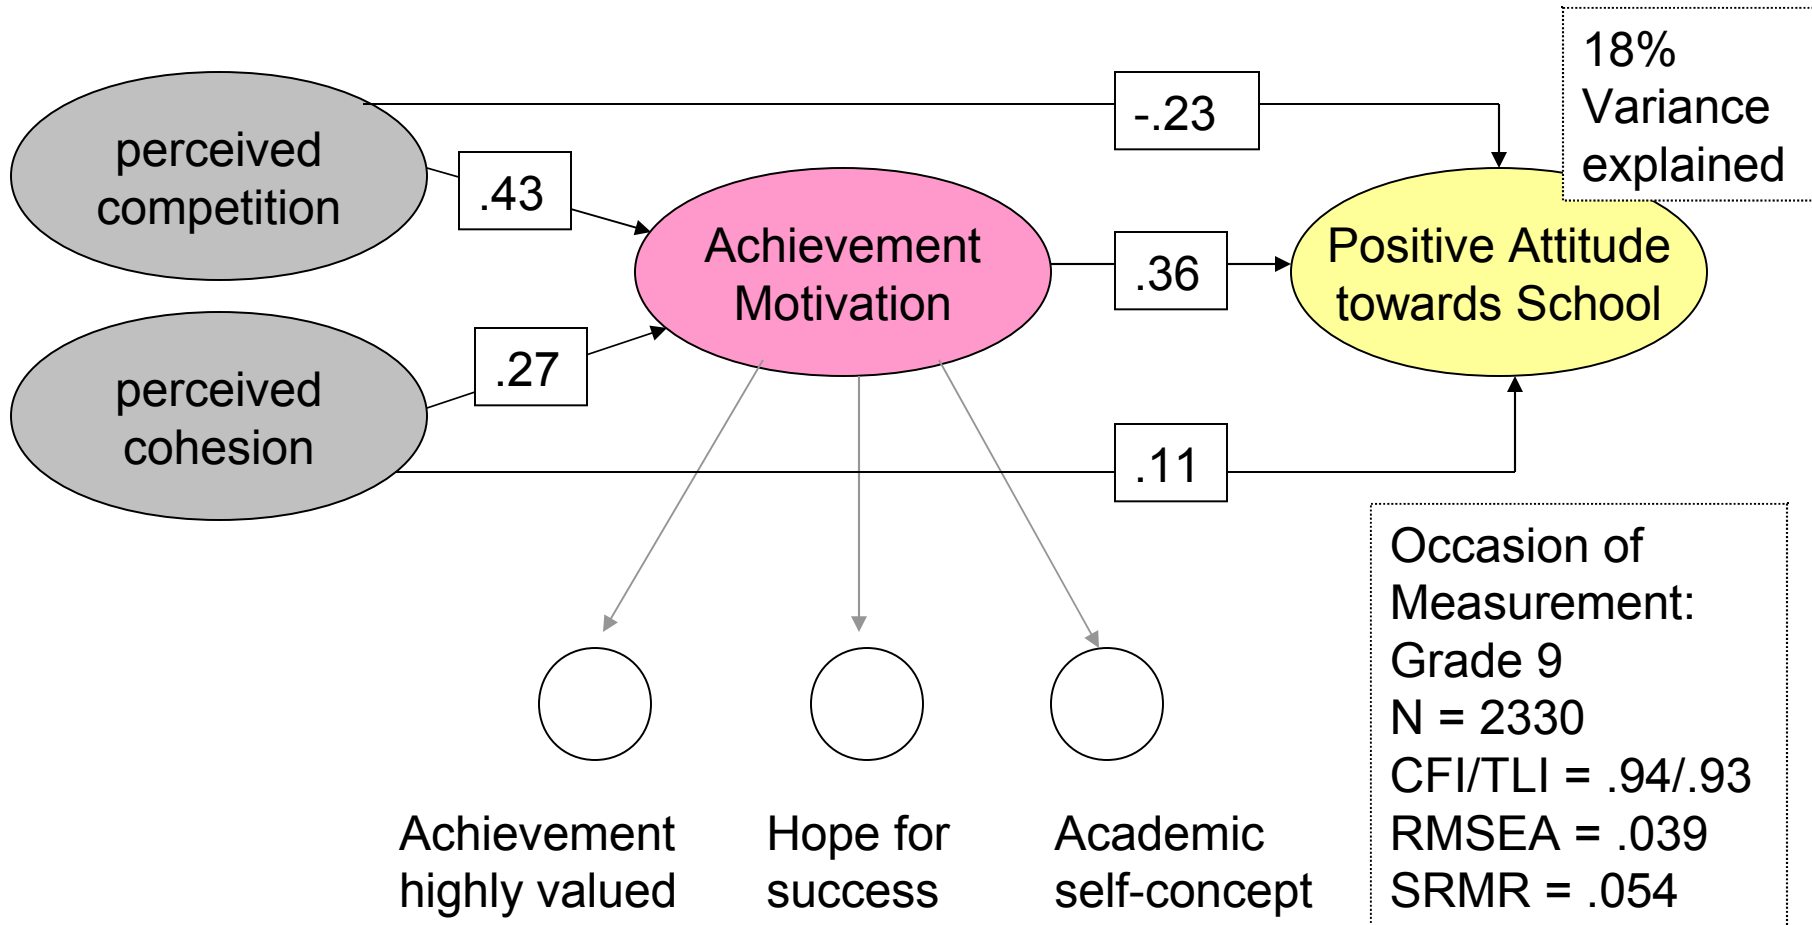 18%
Variance
explained
-.23
perceived
competition
.43
Achievement
Motivation
.36
Positive Attitude
towards School
perceived
cohesion
.27
.11
Occasion of
Measurement:
Grade 9
N = 2330
CFI/TLI = .94/.93
RMSEA = .039
SRMR = .054
Achievement
highly valued
Hope for
success
Academic
self-concept